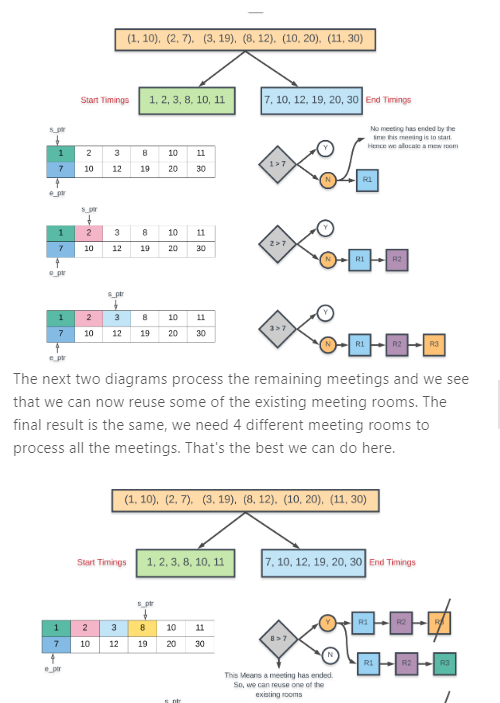 (1, 10), (2, 7), (3, 19), (8, 12), (10, 20), (11, 30)
Start Timings
1, 2, 3, 8, 10, 11
7, 10, 12, 19, 20, 30
End Timings
s_ptr
1 2 3 8 10 11
7 10 12 19 20 30
e_ptr
1 > 7
Y
N
R1
No meeting has ended by the
time this meeting is to start.
Hence we allocate a new room
s_ptr
1 2 3 8 10 11
7 10 12 19 20 30
e_ptr
2 > 7
Y
N
R1
R2
s_ptr
1 2 3 8 10 11
7 10 12 19 20 30
e_ptr
3 > 7
Y
N
R1
R2
R3
The next two diagrams process the remaining meetings and we see
that we can now reuse some of the existing meeting rooms. The
final result is the same, we need 4 different meeting rooms to
process all the meetings. That's the best we can do here.
(1, 10), (2, 7), (3, 19), (8, 12), (10, 20), (11, 30)
Start Timings
1, 2, 3, 8, 10, 11
7, 10, 12, 19, 20, 30
End Timings
s_ptr
1 2 3 8 10 11
7 10 12 19 20 30
e_ptr
8 > 7
Y
R1
R2
R3
N
R1
R2
R3
This Means a meeting has ended.
So, we can reuse one of the
existing rooms
s_ptr